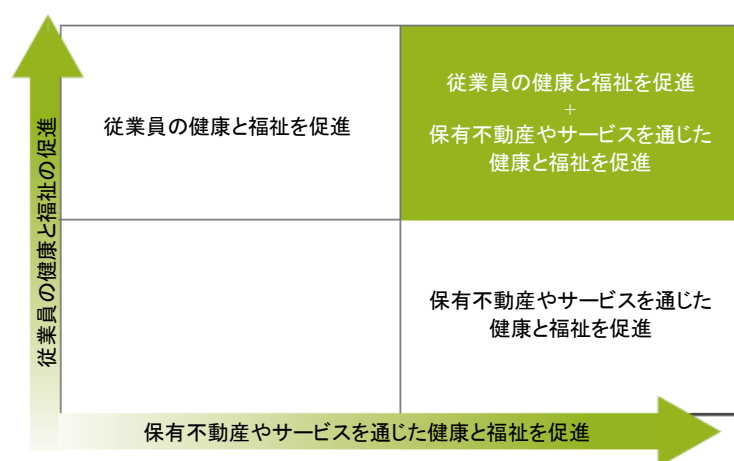 従業員の健康と福祉の促進
従業員の健康と福祉を促進
従業員の健康と福祉を促進
+
保有不動産やサービスを通じた
健康と福祉を促進
保有不動産やサービスを通じた
健康と福祉を促進
保有不動産やサービスを通じた健康と福祉を促進